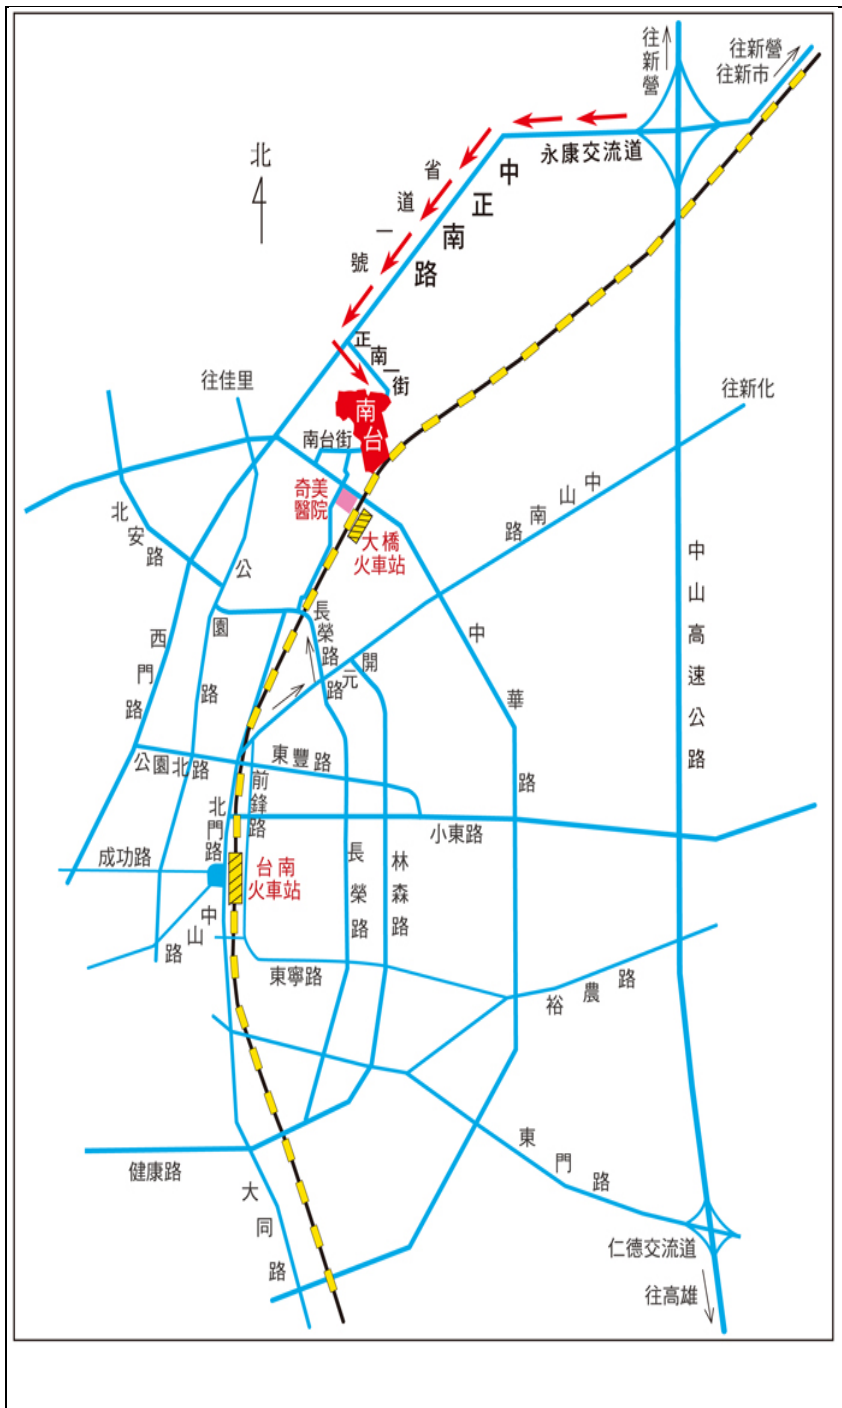 往新營
往新營
往新市
永康交流道
北
中正南路
省道一號
正南一街
往佳里
往新化
南台
南台街
奇美
醫院
大橋
火車站
中山南路
北安路
公園路
中山高速公路
西門路
長榮路
開元路
中華路
公園北路
東豐路
前鋒路
北門路
小東路
成功路
台南
火車站
長榮路
林森路
中山路
東寧路
裕農路
東門路
健康路
大同路
仁德交流道
往高雄